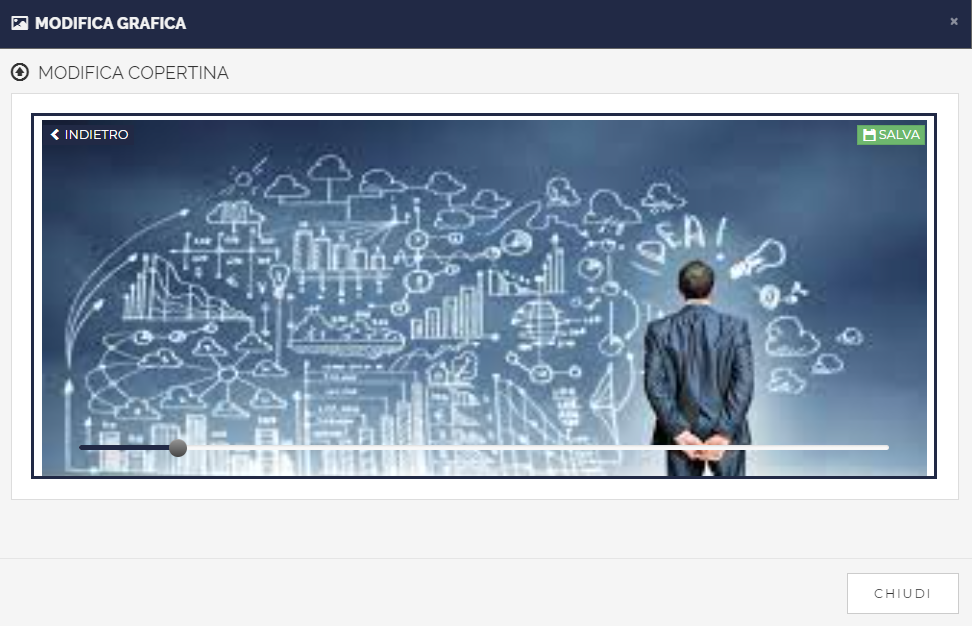 MODIFICA GRAFICA ×
MODIFICA COPERTINA
INDIETRO SALVA
IDEA!
CHIUDI